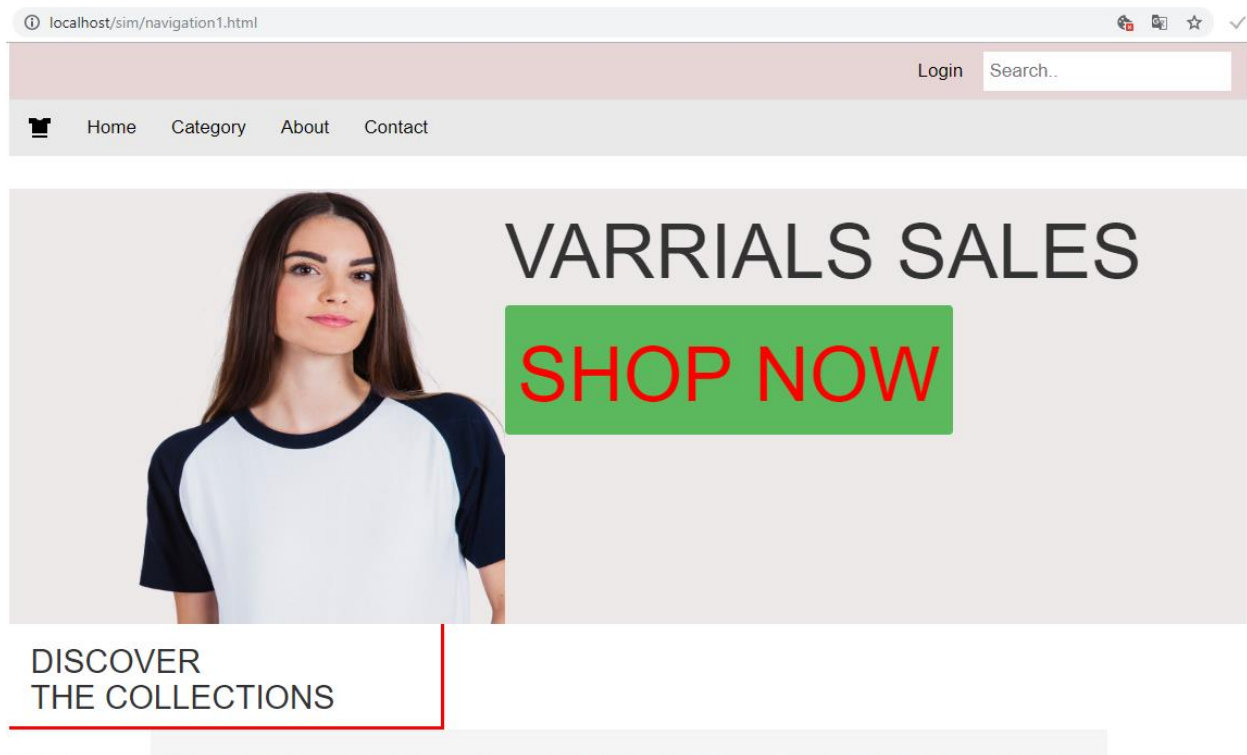 localhost/sim/navigation1.html
Login Search..
Home Category About Contact
VARRIALS SALES
SHOP NOW
DISCOVER
THE COLLECTIONS